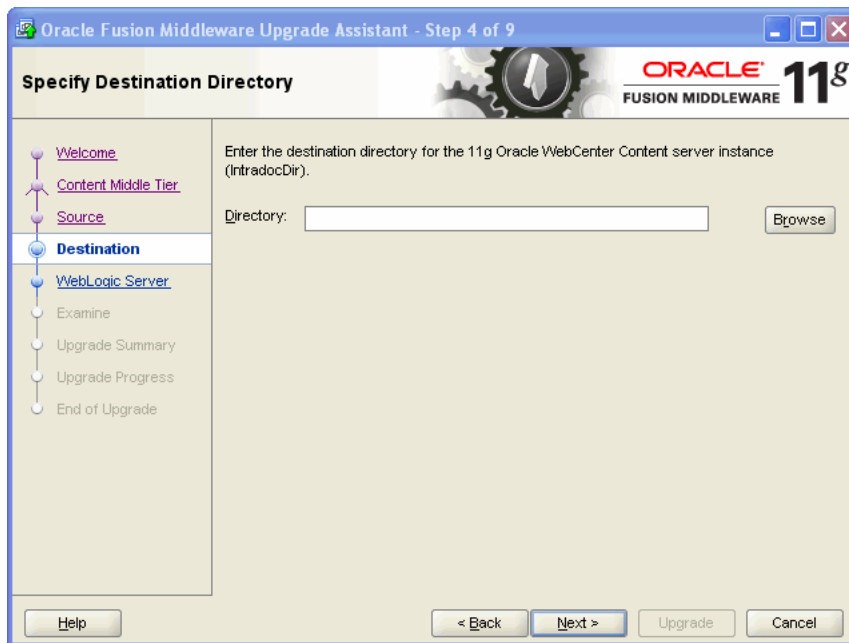 Oracle Fusion Middleware Upgrade Assistant - Step 4 of 9
Specify Destination Directory
ORACLE
FUSION MIDDLEWARE 11g
Welcome
Content Middle Tier
Source
Destination
WebLogic Server
Examine
Upgrade Summary
Upgrade Progress
End of Upgrade
Enter the destination directory for the 11g Oracle WebCenter Content server instance
(IntradocDir).
Directory:
Browse
Help
< Back
Next >
Upgrade
Cancel